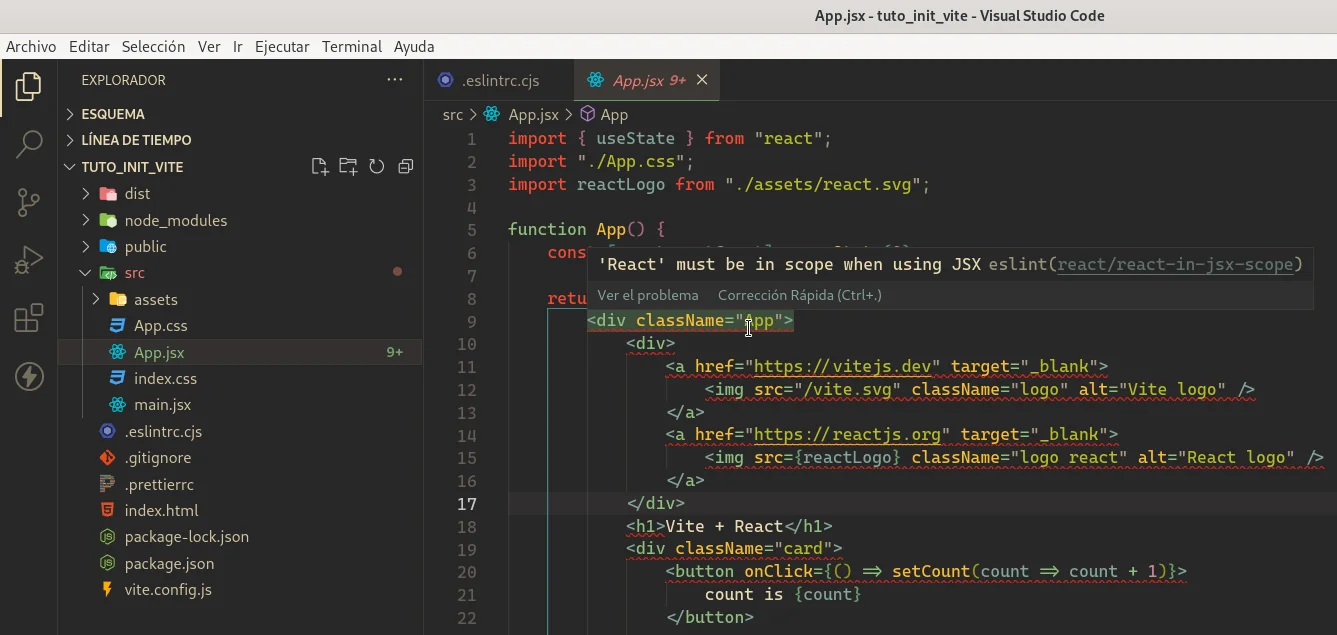 App.jsx - tuto_init_vite - Visual Studio Code
Archivo Editar Selección Ver Ir Ejecutar Terminal Ayuda
EXPLORADOR ...
ESQUEMA
LÍNEA DE TIEMPO
TUTO_INIT_VITE
dist
node_modules
public
src
assets
App.css
App.jsx 9+
index.css
main.jsx
.eslintrc.cjs
.gitignore
.prettierrc
index.html
package-lock.json
package.json
vite.config.js
.eslintrc.cjs App.jsx 9+
src > App.jsx > App
1 import { useState } from "react";
2 import "./App.css";
3 import reactLogo from "./assets/react.svg";
4
5 function App() {
6 cons
'React' must be in scope when using JSX eslint(react/react-in-jsx-scope)
7
Ver el problema Corrección Rápida (Ctrl+.)
8 retu
9 <div className="App">
10 <div>
11 <a href="https://vitejs.dev" target="_blank">
12 <img src="/vite.svg" className="logo" alt="Vite logo" />
13 </a>
14 <a href="https://reactjs.org" target="_blank">
15 <img src={reactLogo} className="logo react" alt="React logo" />
16 </a>
17 </div>
18 <h1>Vite + React</h1>
19 <div className="card">
20 <button onClick={() => setCount(count => count + 1)}>
21 count is {count}
22 </button>